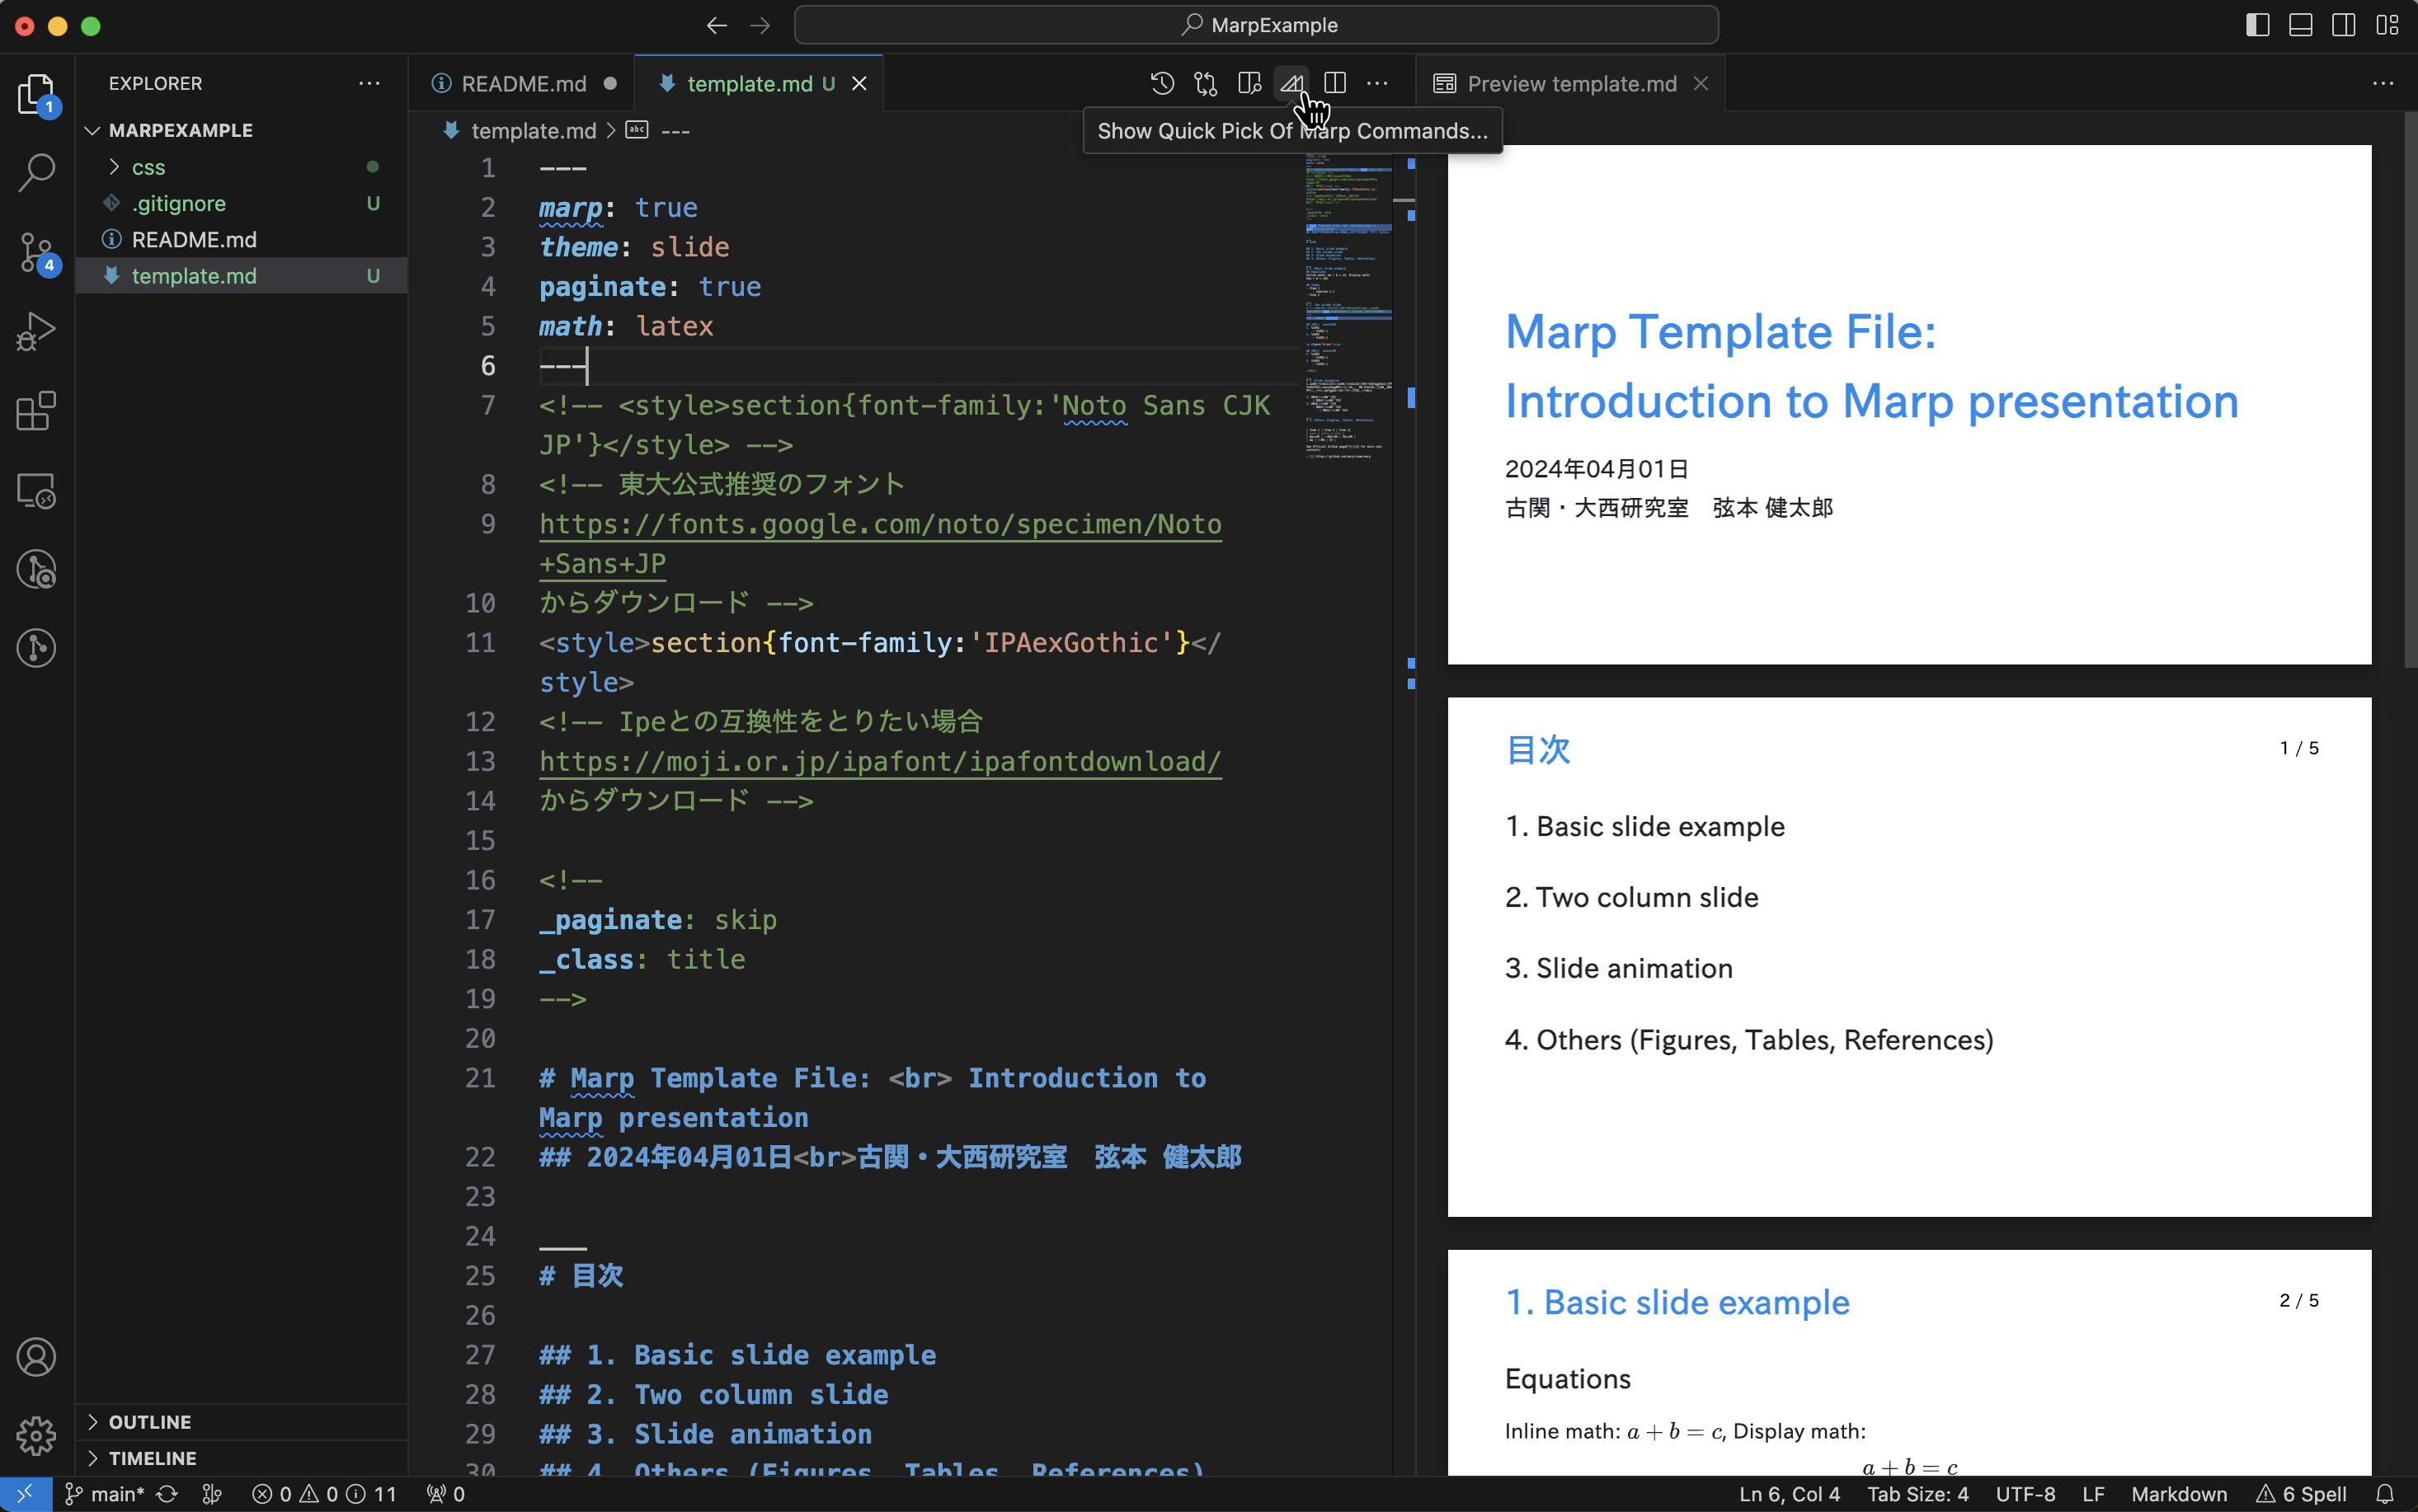 MarpExample
EXPLORER
README.md
template.md U
Preview template.md
1
MARPEXAMPLE
template.md > abc ---
Show Quick Pick Of Marp Commands...
css
.gitignore U
README.md
template.md U
4
1 ---
2 marp: true
3 theme: slide
4 paginate: true
5 math: latex
6 ---
7 <!-- <style>section{font-family:'Noto Sans CJK
JP'}</style> -->
8 <!-- 東大公式推奨のフォント
9 https://fonts.google.com/noto/specimen/Noto
+Sans+JP
10 からダウンロード -->
11 <style>section{font-family:'IPAexGothic'}</
style>
12 <!-- Ipeとの互換性をとりたい場合
13 https://moji.or.jp/ipafont/ipafontdownload/
14 からダウンロード -->
15
16 <!--
17 _paginate: skip
18 _class: title
19 -->
20
21 # Marp Template File: <br> Introduction to
Marp presentation
22 ## 2024年04月01日<br>古関・大西研究室　弦本 健太郎
23
24 ---
25 # 目次
26
27 ## 1. Basic slide example
28 ## 2. Two column slide
29 ## 3. Slide animation
30 ## 4. Others (Figures, Tables, References)
Marp Template File:
Introduction to Marp presentation
2024年04月01日
古関・大西研究室　弦本 健太郎
目次
1 / 5
1. Basic slide example
2. Two column slide
3. Slide animation
4. Others (Figures, Tables, References)
1. Basic slide example
2 / 5
Equations
Inline math: a + b = c, Display math:
a + b = c
OUTLINE
TIMELINE
main* 0 0 11 0
Ln 6, Col 4 Tab Size: 4 UTF-8 LF Markdown 6 Spell